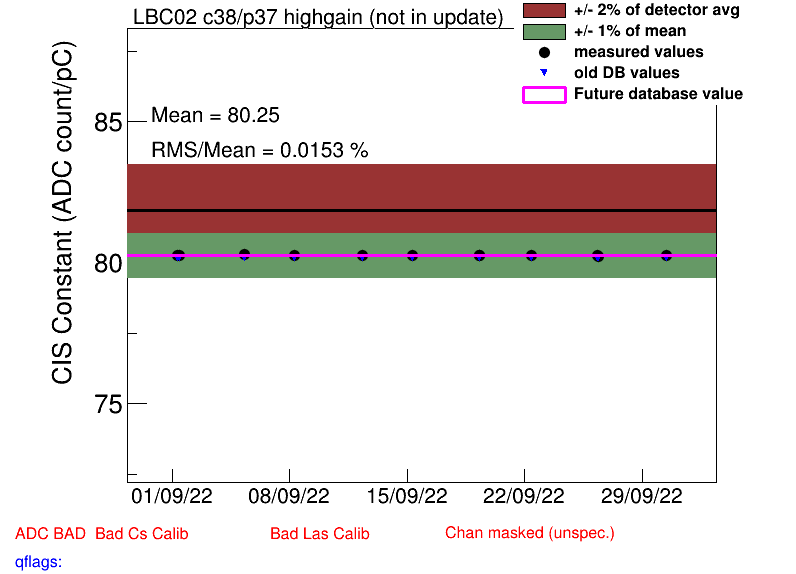 LBC02 c38/p37 highgain (not in update)
+/- 2% of detector avg
+/- 1% of mean
measured values
old DB values
Future database value
Mean = 80.25
RMS/Mean = 0.0153 %
CIS Constant (ADC count/pC)
85
80
75
01/09/22 08/09/22 15/09/22 22/09/22 29/09/22
ADC BAD Bad Cs Calib Bad Las Calib Chan masked (unspec.)
qflags: